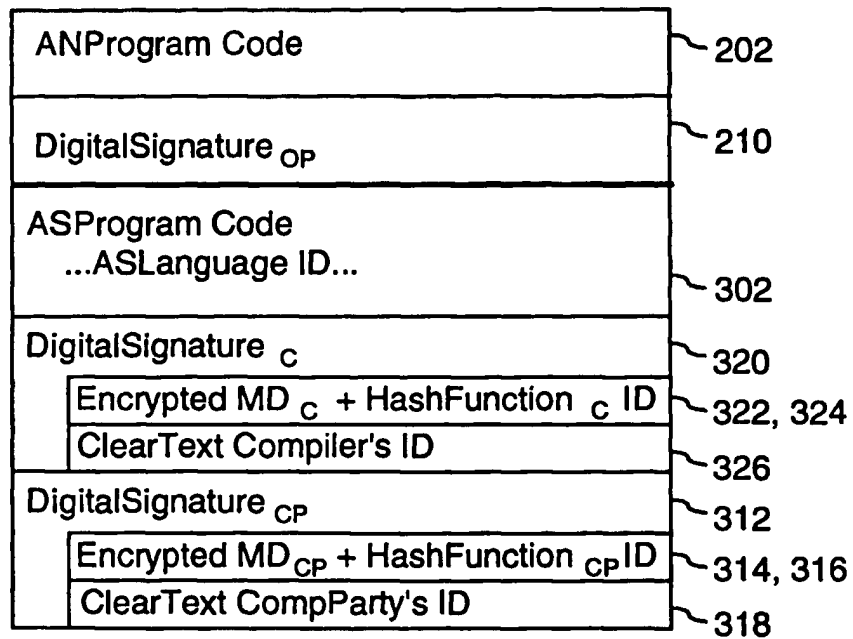 ANProgram Code 202
DigitalSignature OP 210
ASProgram Code
...ASLanguage ID... 302
DigitalSignature C 320
Encrypted MD C + HashFunction C ID 322, 324
ClearText Compiler's ID 326
DigitalSignature CP 312
Encrypted MD CP + HashFunction CP ID 314, 316
ClearText CompParty's ID 318